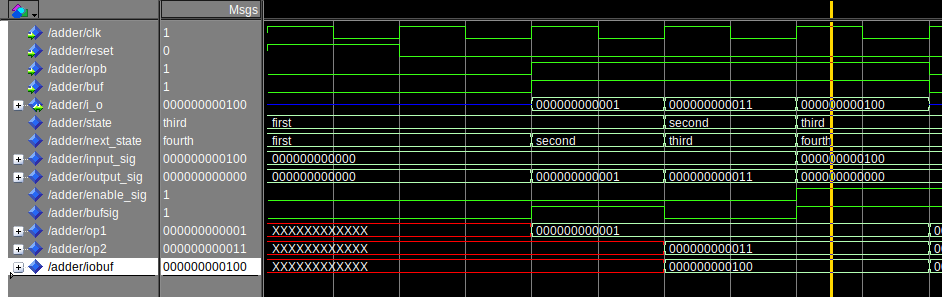 Msgs
/adder/clk 1
/adder/reset 0
/adder/opb 1
/adder/buf 1
/adder/i_o 000000000100 000000000001 000000000011 000000000100
/adder/state third first second third
/adder/next_state fourth first second third fourth
/adder/input_sig 000000000100 000000000000 000000000100
/adder/output_sig 000000000000 000000000000 000000000001 000000000011 000000000000
/adder/enable_sig 1
/adder/bufsig 1
/adder/op1 000000000001 XXXXXXXXXXXX 000000000001 0
/adder/op2 000000000011 XXXXXXXXXXXX 000000000011 0
/adder/iobuf 000000000100 XXXXXXXXXXXX 000000000100 0